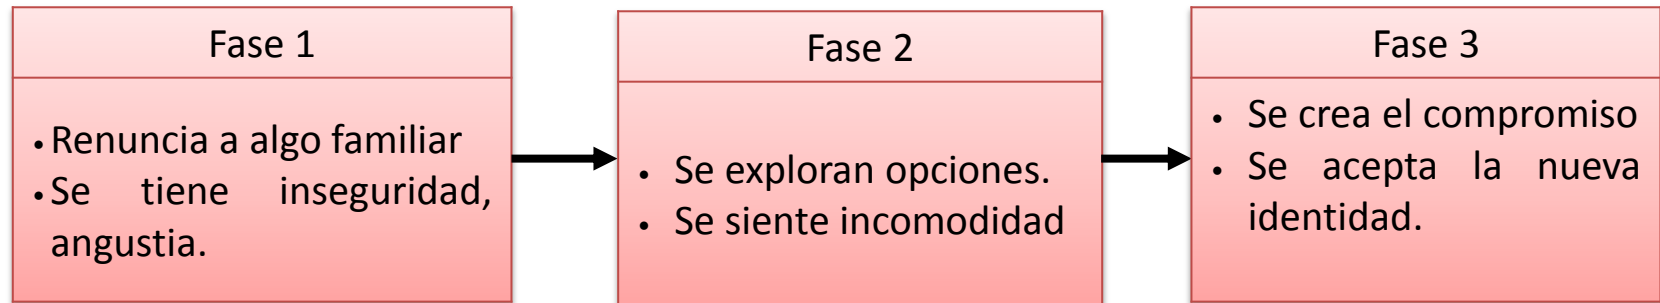 Fase 1
• Renuncia a algo familiar
• Se tiene inseguridad,
angustia.
Fase 2
• Se exploran opciones.
• Se siente incomodidad
Fase 3
• Se crea el compromiso
• Se acepta la nueva
identidad.